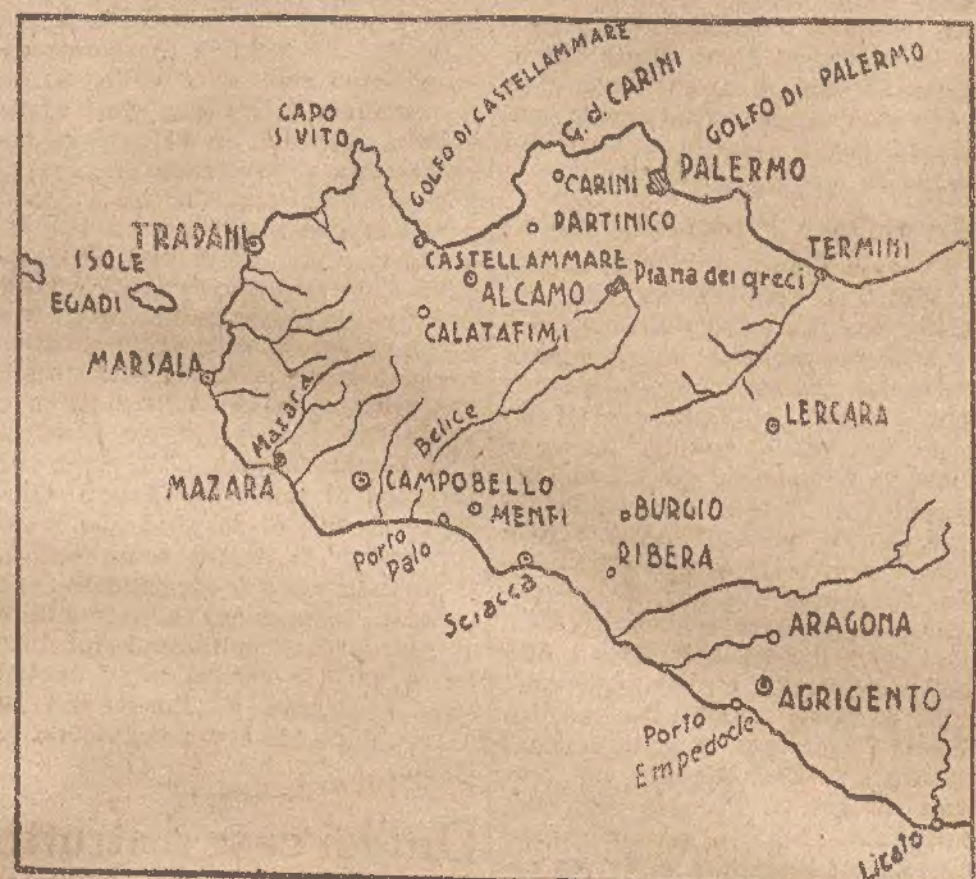 GOLFO DI CASTELLAMMARE
G. d. CARINI
GOLFO DI PALERMO
CAPO
S VITO
CARINI
PALERMO
PARTINICO
TRAPANI
ISOLE
EGADI
CASTELLAMMARE
ALCAMO
Piana dei greci
TERMINI
CALATAFIMI
MARSALA
Mazara
Belice
LERCARA
MAZARA
CAMPOBELLO
MENFI
BURGIO
Porto
Palo
RIBERA
Sciacca
ARAGONA
AGRIGENTO
Porto
Empedocle
Licata